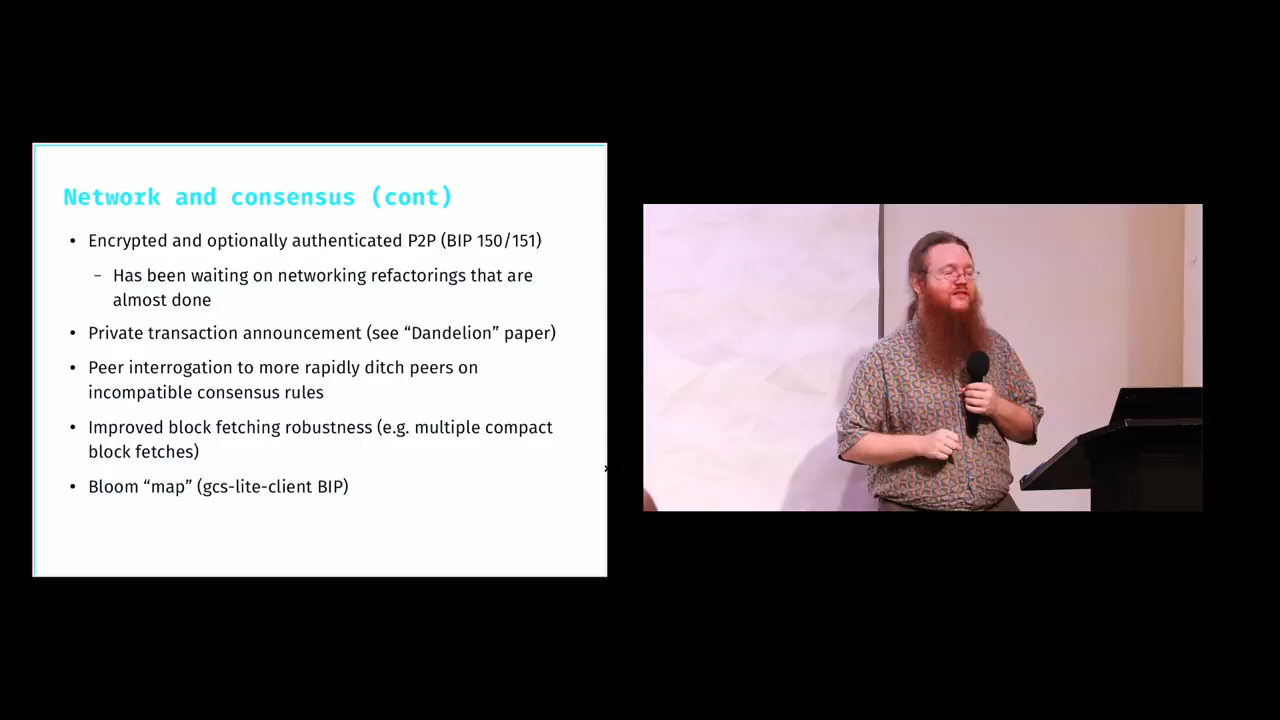 Network and consensus (cont)
• Encrypted and optionally authenticated P2P (BIP 150/151)
– Has been waiting on networking refactorings that are
almost done
• Private transaction announcement (see “Dandelion” paper)
• Peer interrogation to more rapidly ditch peers on
incompatible consensus rules
• Improved block fetching robustness (e.g. multiple compact
block fetches)
• Bloom “map” (gcs-lite-client BIP)